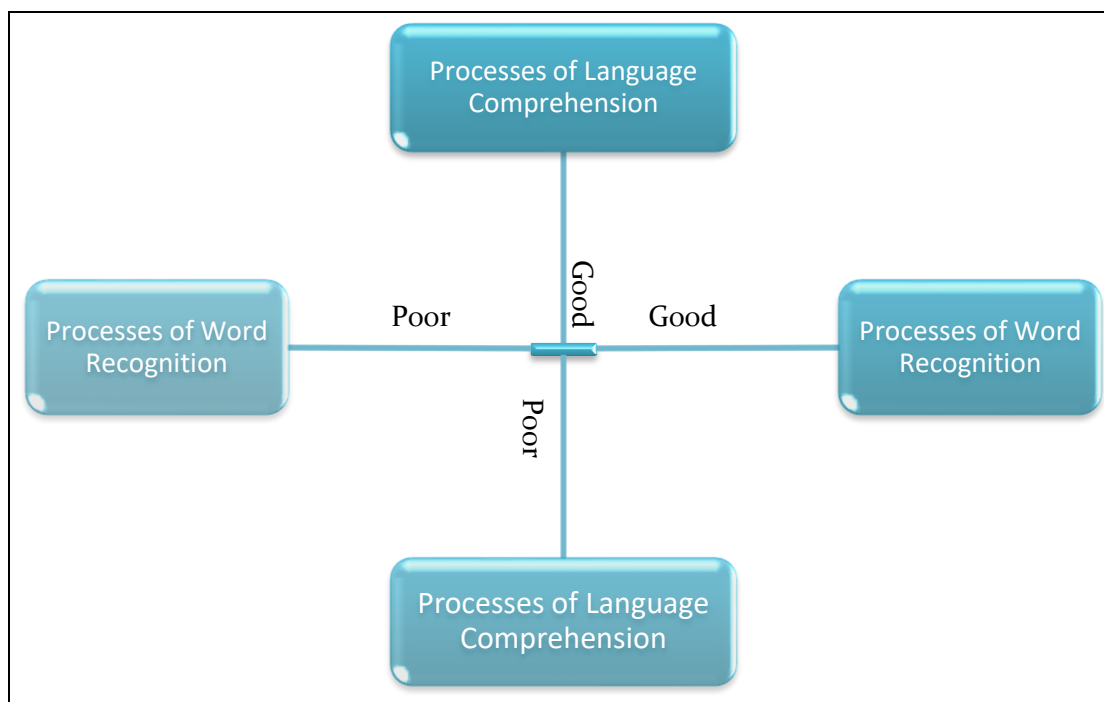 Processes of Language
Comprehension
Good
Processes of Word
Recognition
Poor
Good
Processes of Word
Recognition
Poor
Processes of Language
Comprehension